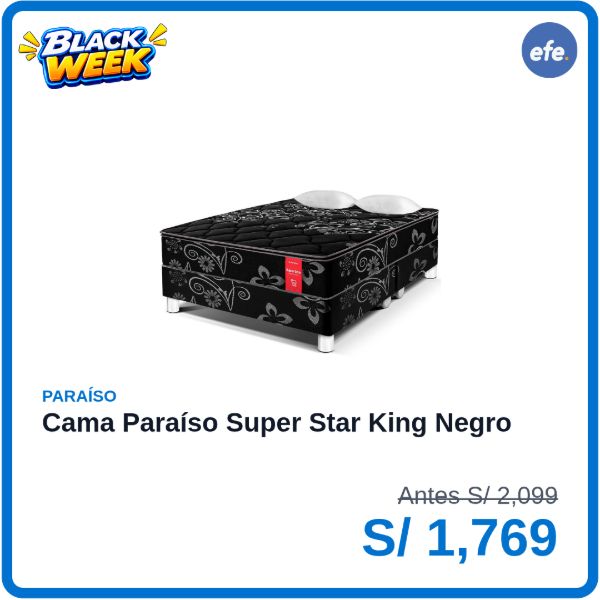 BLACK
WEEK
efe.
PARAÍSO
Cama Paraíso Super Star King Negro
Antes S/ 2,099
S/ 1,769